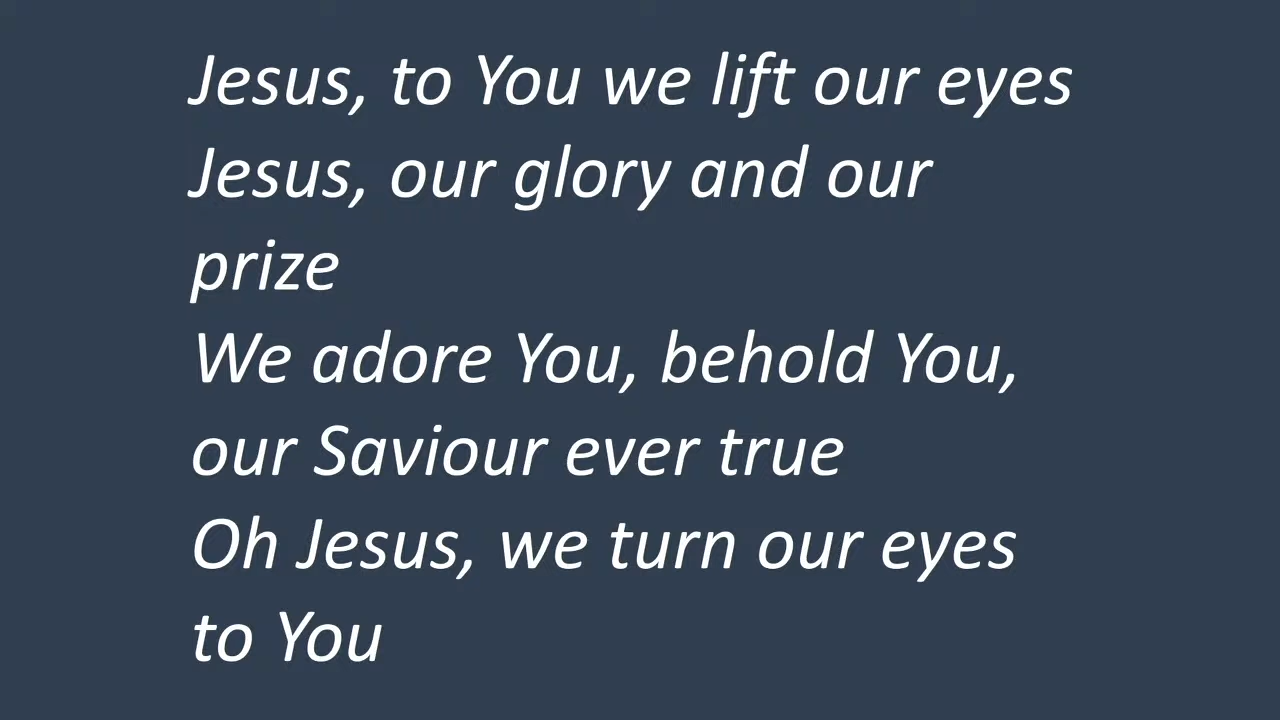 Jesus, to You we lift our eyes
Jesus, our glory and our
prize
We adore You, behold You,
our Saviour ever true
Oh Jesus, we turn our eyes
to You